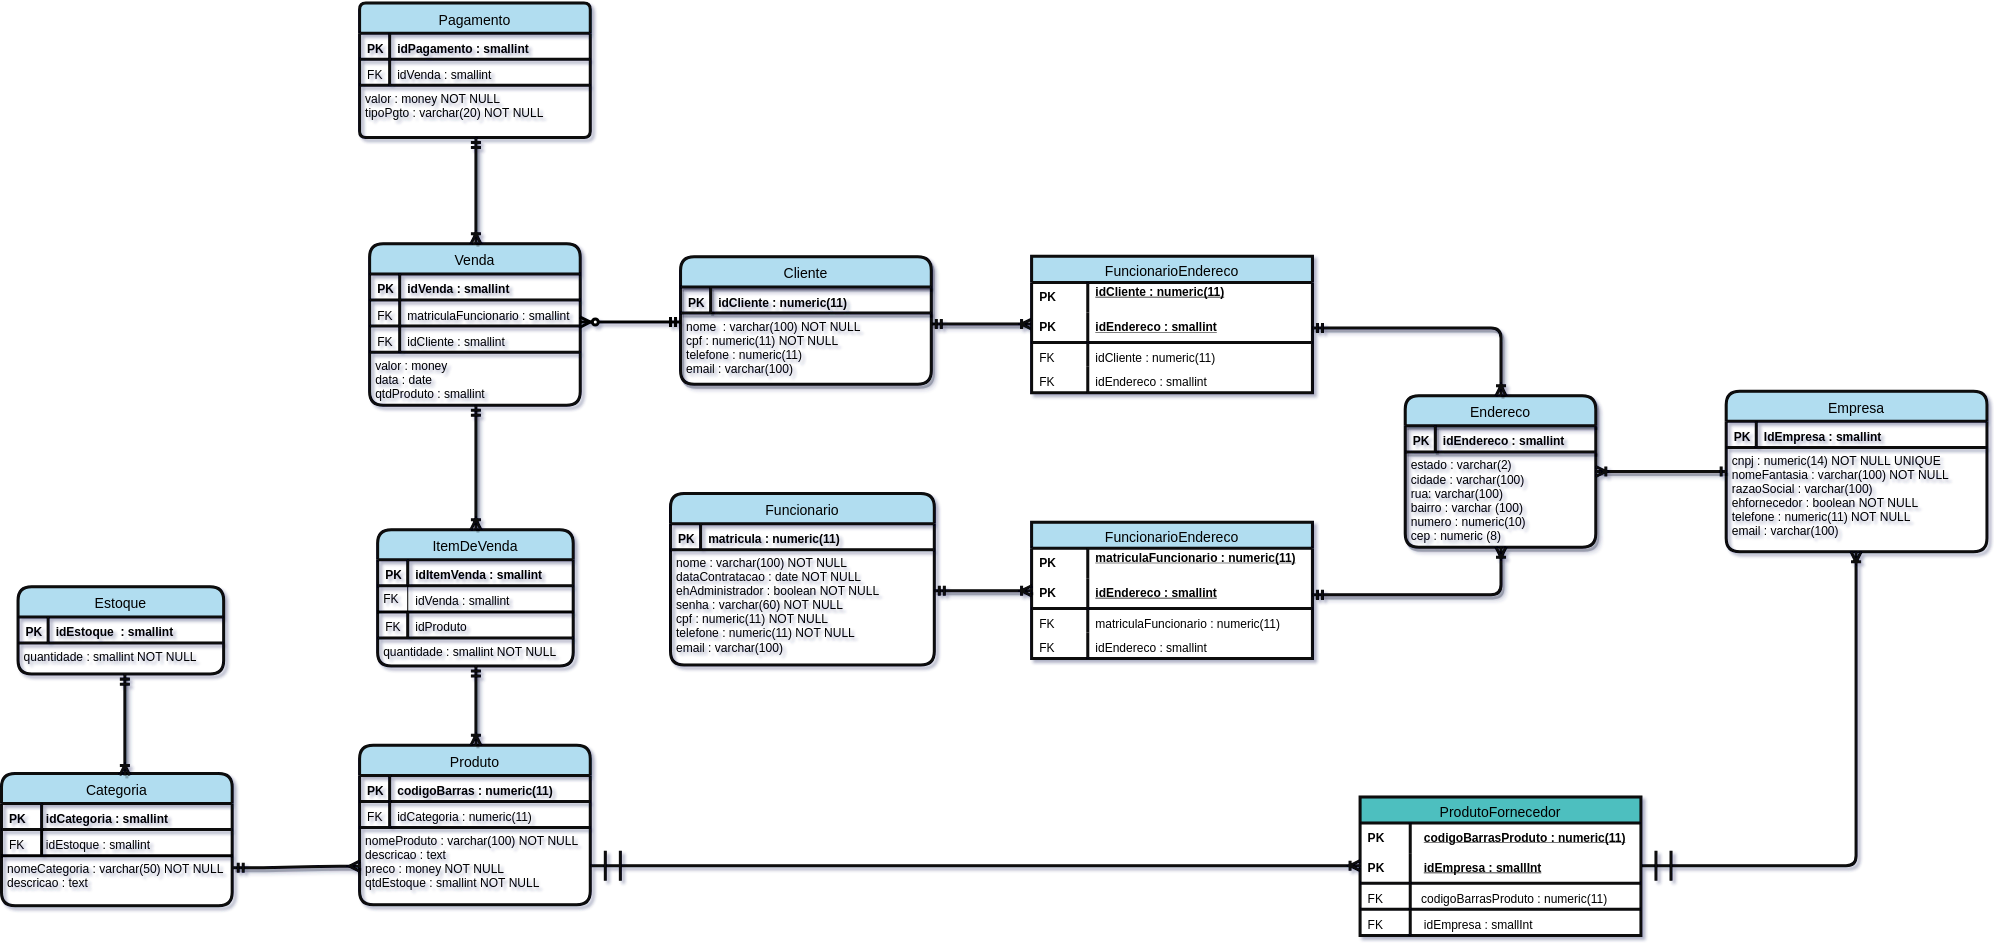 Pagamento
PK idPagamento : smallint
FK idVenda : smallint
valor : money NOT NULL
tipoPgto : varchar(20) NOT NULL
Venda
PK idVenda : smallint
FK matriculaFuncionario : smallint
FK idCliente : smallint
valor : money
data : date
qtdProduto : smallint
Cliente
PK idCliente : numeric(11)
nome : varchar(100) NOT NULL
cpf : numeric(11) NOT NULL
telefone : numeric(11)
email : varchar(100)
FuncionarioEndereco
PK idCliente : numeric(11)
PK idEndereco : smallint
FK idCliente : numeric(11)
FK idEndereco : smallint
Endereco
PK idEndereco : smallint
estado : varchar(2)
cidade : varchar(100)
rua: varchar(100)
bairro : varchar (100)
numero : numeric(10)
cep : numeric (8)
Empresa
PK IdEmpresa : smallint
cnpj : numeric(14) NOT NULL UNIQUE
nomeFantasia : varchar(100) NOT NULL
razaoSocial : varchar(100)
ehfornecedor : boolean NOT NULL
telefone : numeric(11) NOT NULL
email : varchar(100)
Funcionario
PK matricula : numeric(11)
nome : varchar(100) NOT NULL
dataContratacao : date NOT NULL
ehAdministrador : boolean NOT NULL
senha : varchar(60) NOT NULL
cpf : numeric(11) NOT NULL
telefone : numeric(11) NOT NULL
email : varchar(100)
FuncionarioEndereco
PK matriculaFuncionario : numeric(11)
PK idEndereco : smallint
FK matriculaFuncionario : numeric(11)
FK idEndereco : smallint
ItemDeVenda
PK idItemVenda : smallint
FK idVenda : smallint
FK idProduto
quantidade : smallint NOT NULL
Estoque
PK idEstoque : smallint
quantidade : smallint NOT NULL
Categoria
PK idCategoria : smallint
FK idEstoque : smallint
nomeCategoria : varchar(50) NOT NULL
descricao : text
Produto
PK codigoBarras : numeric(11)
FK idCategoria : numeric(11)
nomeProduto : varchar(100) NOT NULL
descricao : text
preco : money NOT NULL
qtdEstoque : smallint NOT NULL
ProdutoFornecedor
PK codigoBarrasProduto : numeric(11)
PK idEmpresa : smallInt
FK codigoBarrasProduto : numeric(11)
FK idEmpresa : smallInt